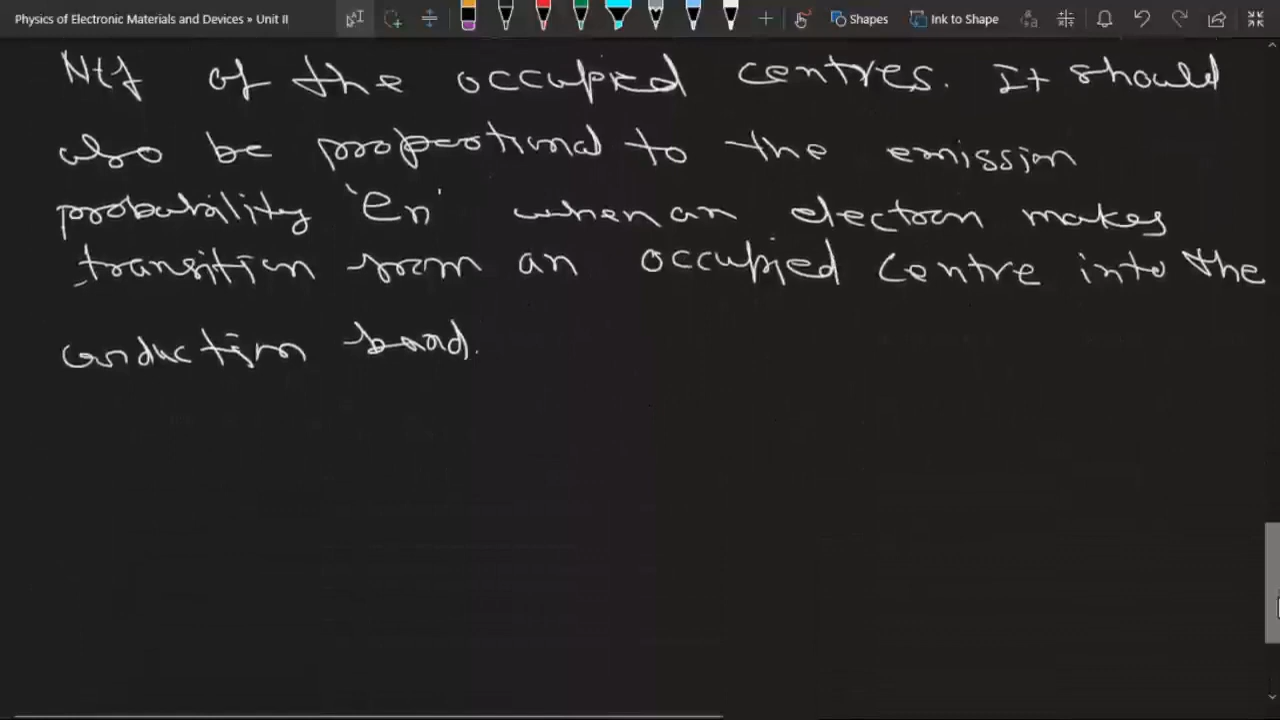 Physics of Electronic Materials and Devices » Unit II
Shapes
Ink to Shape
Ntf of the occupied centres. It should
also be proportional to the emission
probability 'en' when an electron makes
transition from an occupied centre into the
conduction band.